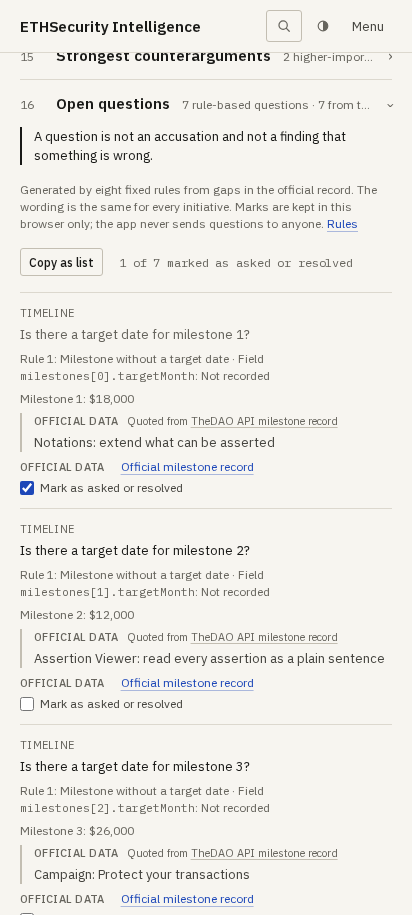 ETHSecurity Intelligence
Menu
15 Strongest counterarguments 2 higher-impor...
16 Open questions 7 rule-based questions · 7 from t...
A question is not an accusation and not a finding that
something is wrong.
Generated by eight fixed rules from gaps in the official record. The
wording is the same for every initiative. Marks are kept in this
browser only; the app never sends questions to anyone. Rules
Copy as list 1 of 7 marked as asked or resolved
TIMELINE
Is there a target date for milestone 1?
Rule 1: Milestone without a target date · Field
milestones[0].targetMonth: Not recorded
Milestone 1: $18,000
OFFICIAL DATA Quoted from TheDAO API milestone record
Notations: extend what can be asserted
OFFICIAL DATA Official milestone record
Mark as asked or resolved
TIMELINE
Is there a target date for milestone 2?
Rule 1: Milestone without a target date · Field
milestones[1].targetMonth: Not recorded
Milestone 2: $12,000
OFFICIAL DATA Quoted from TheDAO API milestone record
Assertion Viewer: read every assertion as a plain sentence
OFFICIAL DATA Official milestone record
Mark as asked or resolved
TIMELINE
Is there a target date for milestone 3?
Rule 1: Milestone without a target date · Field
milestones[2].targetMonth: Not recorded
Milestone 3: $26,000
OFFICIAL DATA Quoted from TheDAO API milestone record
Campaign: Protect your transactions
OFFICIAL DATA Official milestone record